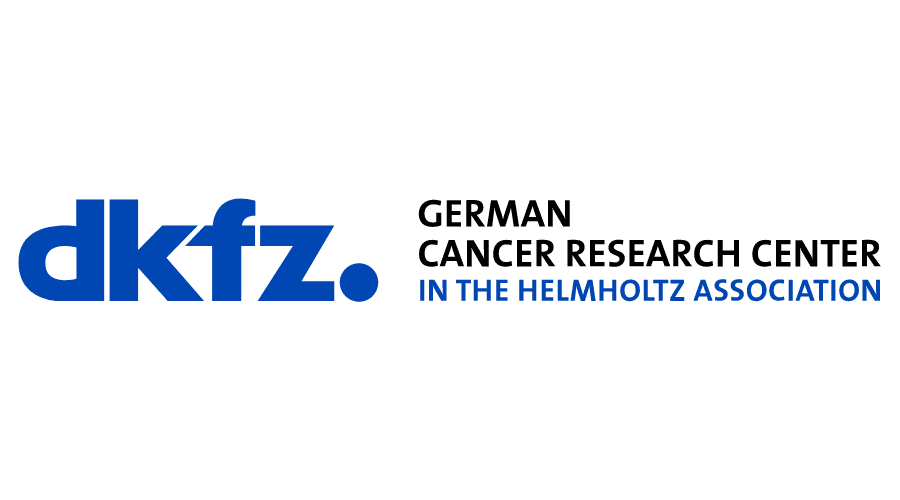 dkfz.
GERMAN
CANCER RESEARCH CENTER
IN THE HELMHOLTZ ASSOCIATION